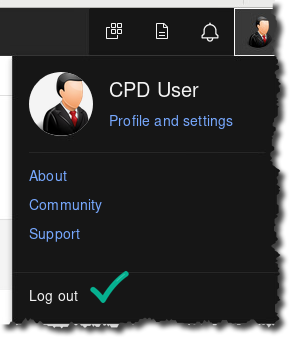 CPD User
Profile and settings
About
Community
Support
Log out